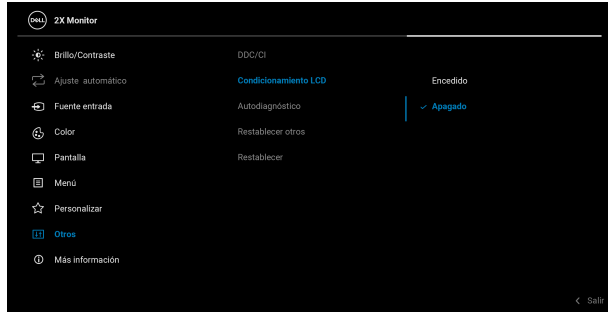 DELL 2X Monitor
Brillo/Contraste DDC/CI
Ajuste automático Condicionamiento LCD Encedido
Fuente entrada Autodiagnóstico Apagado
Color Restablecer otros
Pantalla Restablecer
Menú
Personalizar
Otros
Más información
Salir